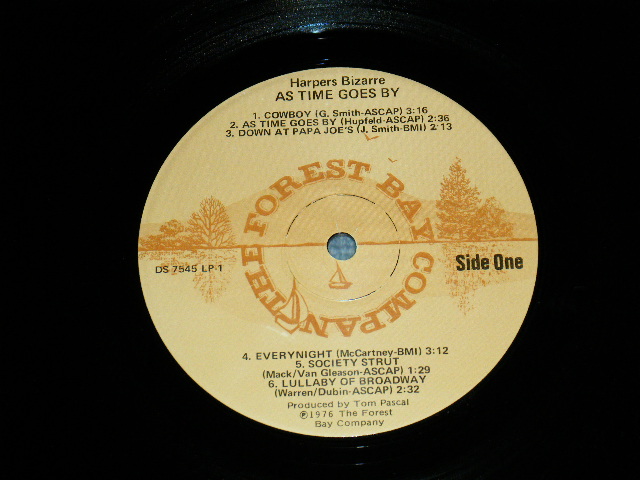 Harpers Bizarre
AS TIME GOES BY
1. COWBOY (G. Smith-ASCAP) 3:16
2. AS TIME GOES BY (Hupfeld-ASCAP) 2:36
3. DOWN AT PAPA JOE'S (J. Smith-BMI) 2:13
THE FOREST BAY COMPANY
DS 7545 LP-1
Side One
4. EVERYNIGHT (McCartney-BMI) 3:12
5. SOCIETY STRUT
(Mack/Van Gleason-ASCAP) 1:29
6. LULLABY OF BROADWAY
(Warren/Dubin-ASCAP) 2:32
Produced by Tom Pascal
℗1976 The Forest
Bay Company